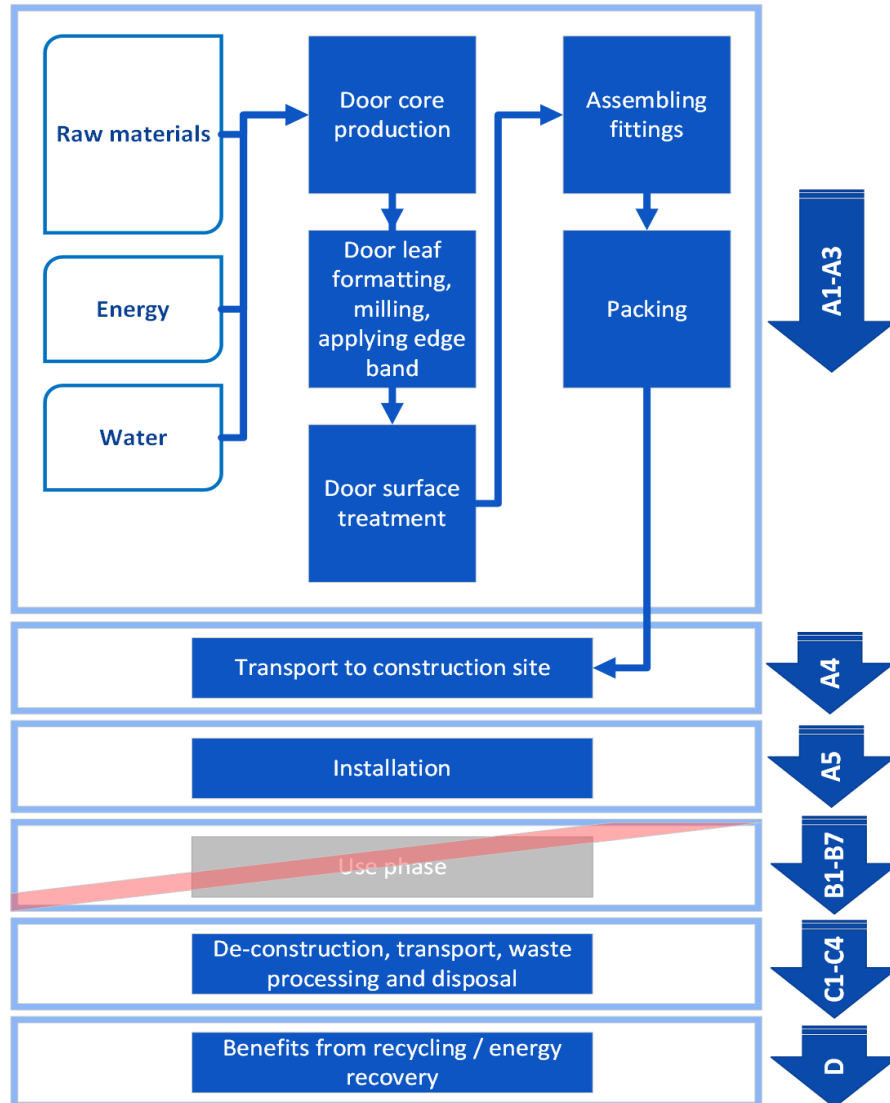 Raw materials
Energy
Water
Door core
production
Door leaf
formatting,
milling,
applying edge
band
Door surface
treatment
Assembling
fittings
Packing
A1-A3
Transport to construction site
A4
Installation
A5
Use phase
B1-B7
De-construction, transport, waste
processing and disposal
C1-C4
Benefits from recycling / energy
recovery
D